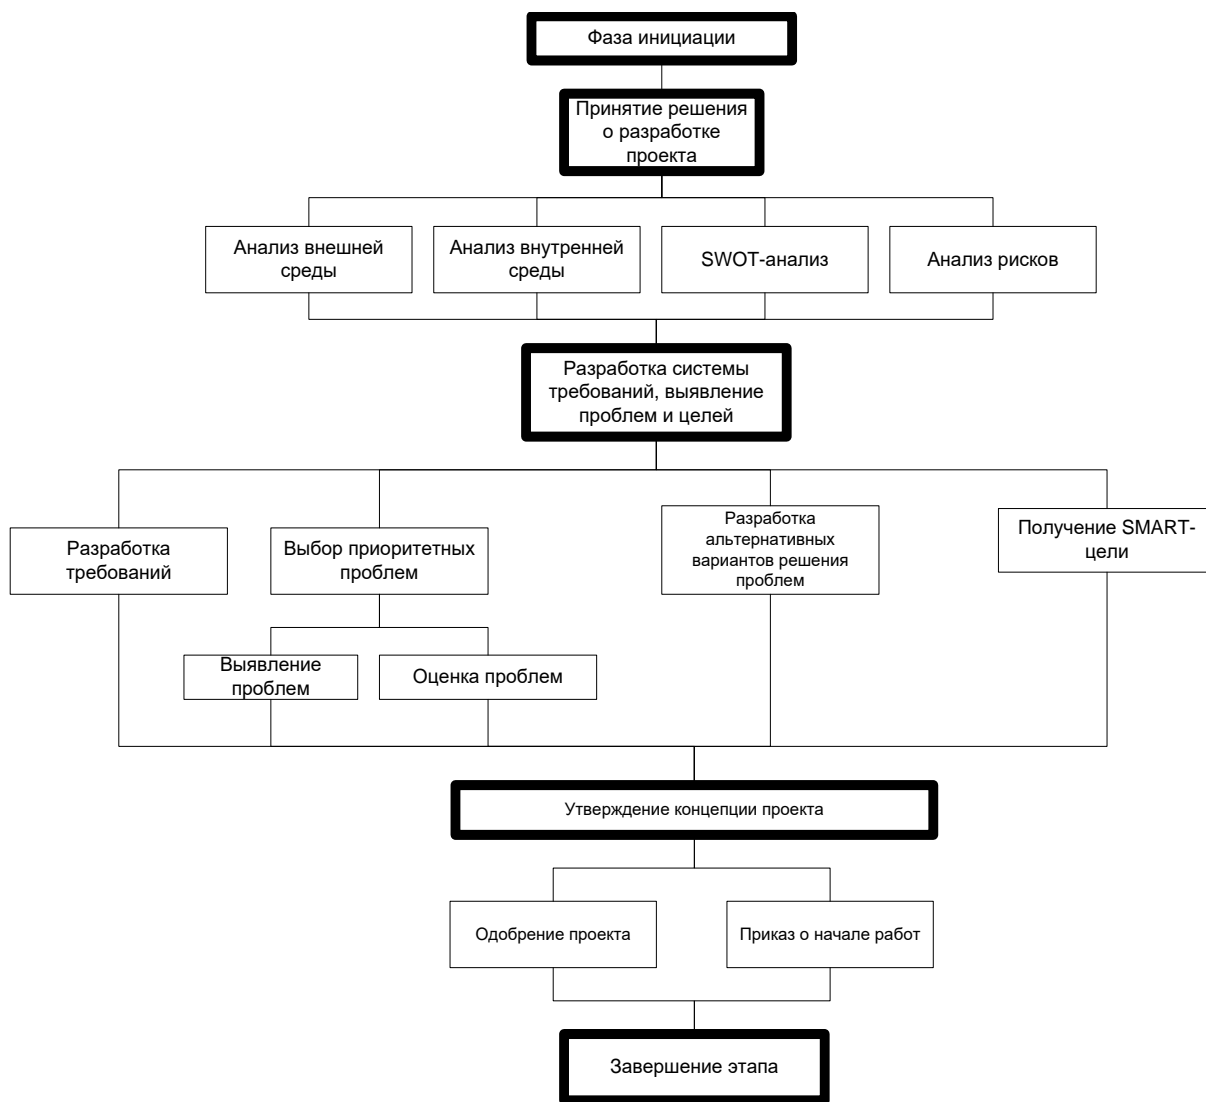 Фаза инициации
Принятие решения
о разработке
проекта
Анализ внешней
среды
Анализ внутренней
среды
SWOT-анализ
Анализ рисков
Разработка системы
требований, выявление
проблем и целей
Разработка
требований
Выбор приоритетных
проблем
Разработка
альтернативных
вариантов решения
проблем
Получение SMART-
цели
Выявление
проблем
Оценка проблем
Утверждение концепции проекта
Одобрение проекта
Приказ о начале работ
Завершение этапа